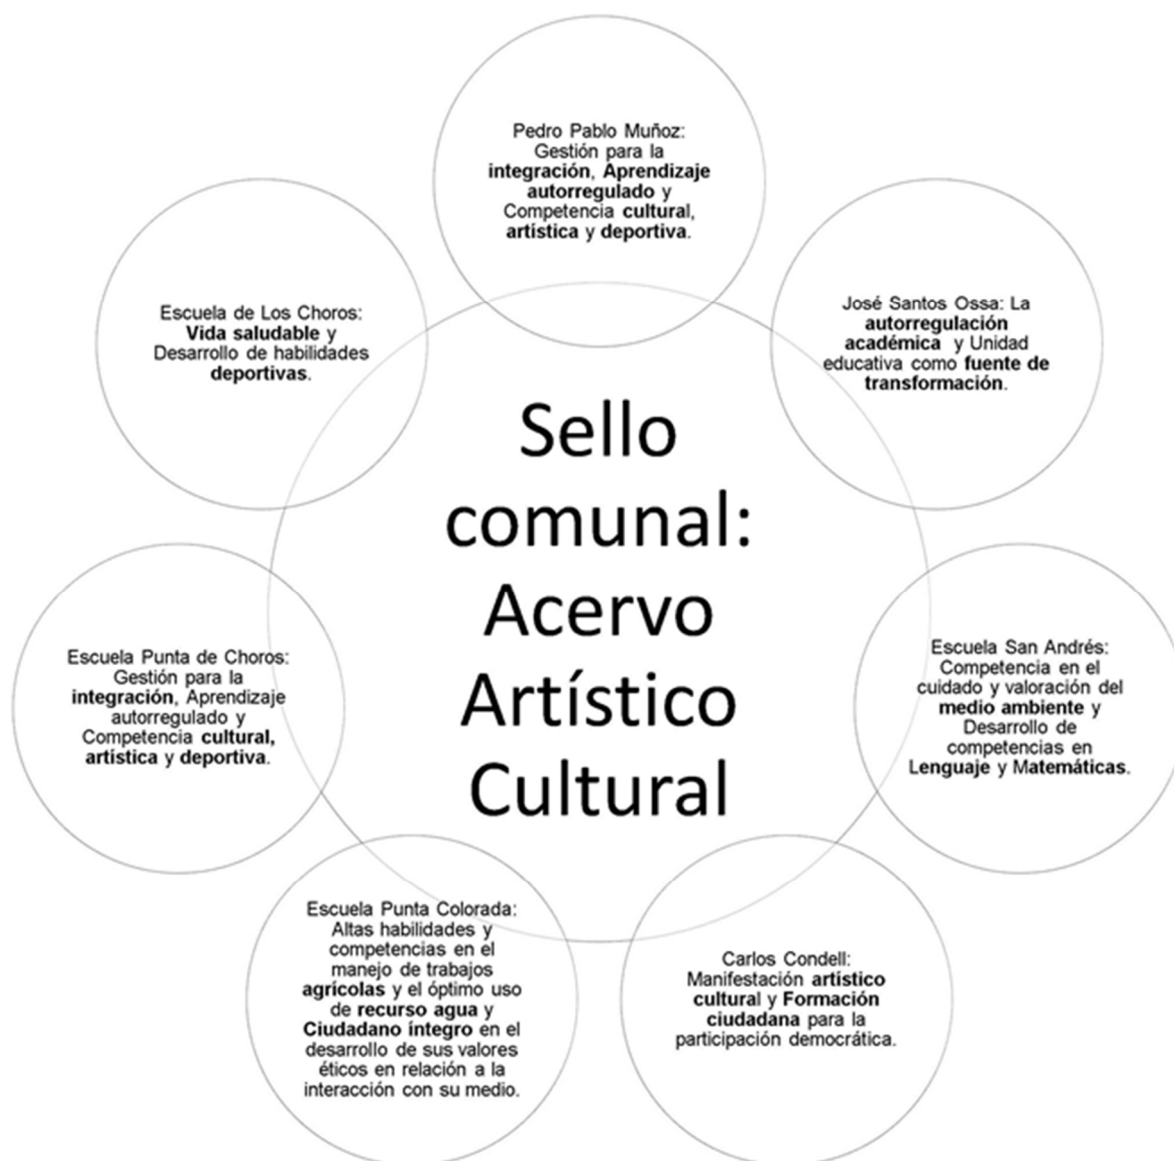 Pedro Pablo Muñoz:
Gestión para la
integración, Aprendizaje
autorregulado y
Competencia cultural,
artística y deportiva.
José Santos Ossa: La
autorregulación
académica y Unidad
educativa como fuente de
transformación.
Escuela San Andrés:
Competencia en el
cuidado y valoración del
medio ambiente y
Desarrollo de
competencias en
Lenguaje y Matemáticas.
Carlos Condell:
Manifestación artístico
cultural y Formación
ciudadana para la
participación democrática.
Escuela Punta Colorada:
Altas habilidades y
competencias en el
manejo de trabajos
agrícolas y el óptimo uso
de recurso agua y
Ciudadano íntegro en el
desarrollo de sus valores
éticos en relación a la
interacción con su medio.
Escuela Punta de Choros:
Gestión para la
integración, Aprendizaje
autorregulado y
Competencia cultural,
artística y deportiva.
Escuela de Los Choros:
Vida saludable y
Desarrollo de habilidades
deportivas.
Sello
comunal:
Acervo
Artístico
Cultural